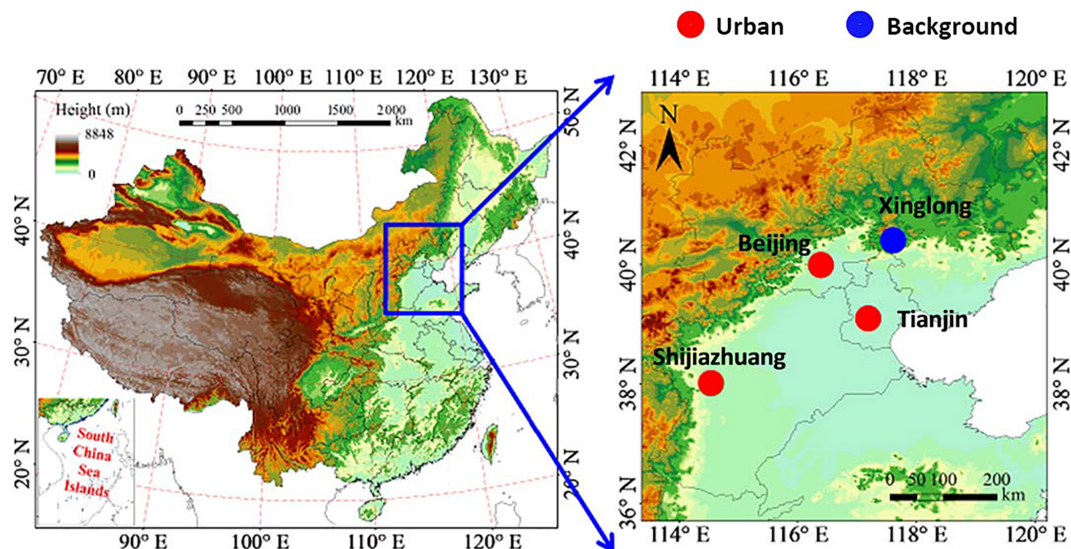 Urban
Background
70° E 80° E 90° E 100° E 110° E 120° E 130° E
114° E 116° E 118° E 120° E
Height (m)
8848
0
0 250 500 1000 1500 2000
km
50° N
40° N
30° N
20° N
40° N
30° N
20° N
South
China
Sea
Islands
90° E 100° E 110° E 120° E
N
42° N
40° N
38° N
36° N
Xinglong
Beijing
Tianjin
Shijiazhuang
42° N
40° N
38° N
36° N
0 50 100 200
km
114° E 116° E 118° E 120° E